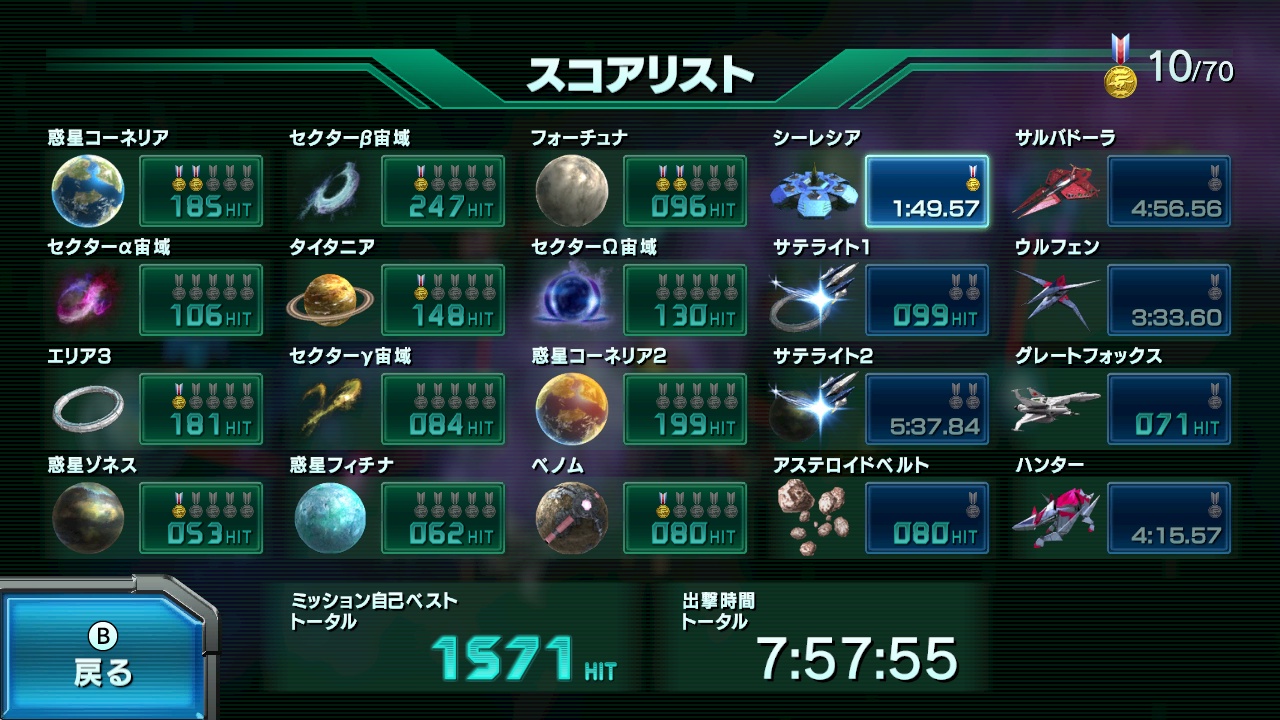 スコアリスト
10/70
惑星コーネリア
185HIT
セクターβ宙域
247HIT
フォーチュナ
096HIT
シーレシア
1:49.57
サルバドーラ
4:56.56
セクターα宙域
106HIT
タイタニア
148HIT
セクターΩ宙域
130HIT
サテライト1
099HIT
ウルフェン
3:33.60
エリア3
181HIT
セクターγ宙域
084HIT
惑星コーネリア2
199HIT
サテライト2
5:37.84
グレートフォックス
071HIT
惑星ゾネス
053HIT
惑星フィチナ
062HIT
ベノム
080HIT
アステロイドベルト
080HIT
ハンター
4:15.57
ミッション自己ベスト
トータル
1571 HIT
出撃時間
トータル
7:57:55
B
戻る